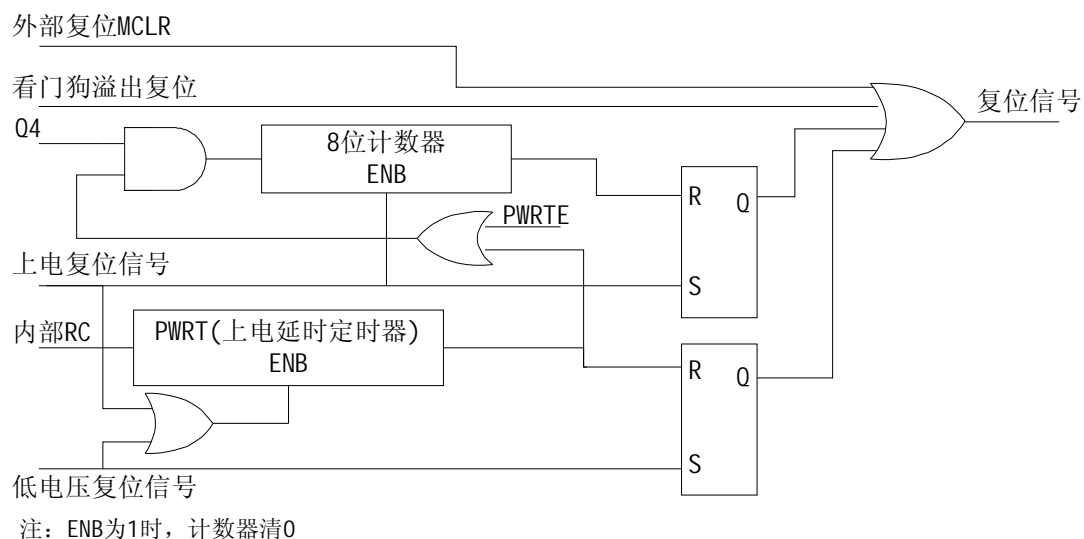 外部复位MCLR
看门狗溢出复位
复位信号
Q4
8位计数器
ENB
R
Q
PWRTE
上电复位信号
S
内部RC
PWRT(上电延时定时器)
ENB
R
Q
S
低电压复位信号
注：ENB为1时，计数器清0